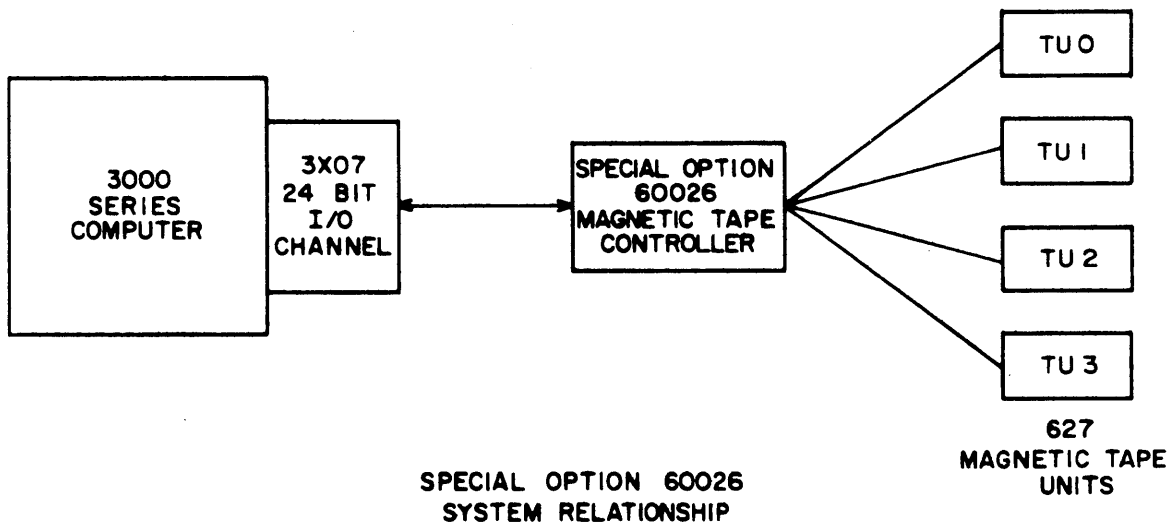 3000
SERIES
COMPUTER
3X07
24 BIT
I/O
CHANNEL
SPECIAL OPTION
60026
MAGNETIC TAPE
CONTROLLER
TU 0
TU 1
TU 2
TU 3
627
MAGNETIC TAPE
UNITS
SPECIAL OPTION 60026
SYSTEM RELATIONSHIP